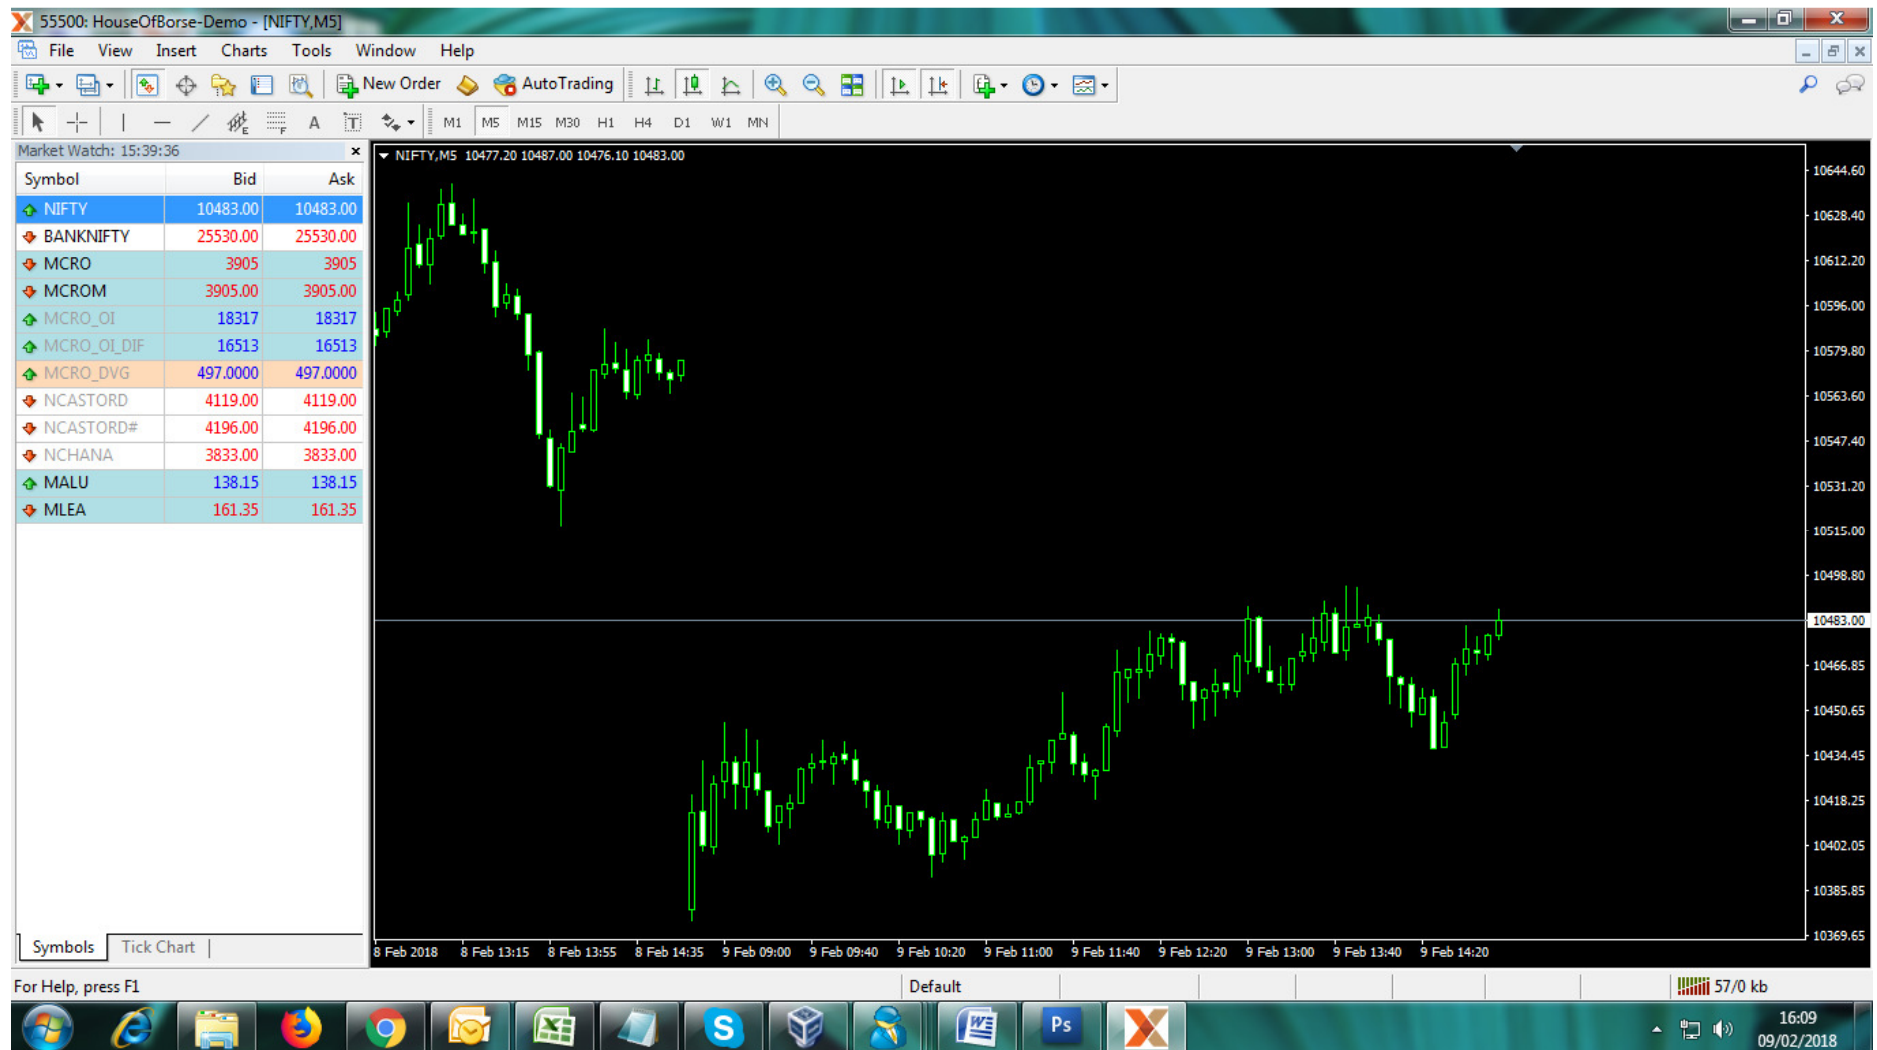 55500: HouseOfBorse-Demo - [NIFTY,M5]
File View Insert Charts Tools Window Help
New Order AutoTrading
E F A T M1 M5 M15 M30 H1 H4 D1 W1 MN
Market Watch: 15:39:36
Symbol Bid Ask
NIFTY 10483.00 10483.00
BANKNIFTY 25530.00 25530.00
MCRO 3905 3905
MCROM 3905.00 3905.00
MCRO_OI 18317 18317
MCRO_OI_DIF 16513 16513
MCRO_DVG 497.0000 497.0000
NCASTORD 4119.00 4119.00
NCASTORD# 4196.00 4196.00
NCHANA 3833.00 3833.00
MALU 138.15 138.15
MLEA 161.35 161.35
Symbols Tick Chart
NIFTY,M5 10477.20 10487.00 10476.10 10483.00
10644.60
10628.40
10612.20
10596.00
10579.80
10563.60
10547.40
10531.20
10515.00
10498.80
10483.00
10466.85
10450.65
10434.45
10418.25
10402.05
10385.85
10369.65
8 Feb 2018 8 Feb 13:15 8 Feb 13:55 8 Feb 14:35 9 Feb 09:00 9 Feb 09:40 9 Feb 10:20 9 Feb 11:00 9 Feb 11:40 9 Feb 12:20 9 Feb 13:00 9 Feb 13:40 9 Feb 14:20
For Help, press F1 Default 57/0 kb
S W Ps 16:09
09/02/2018